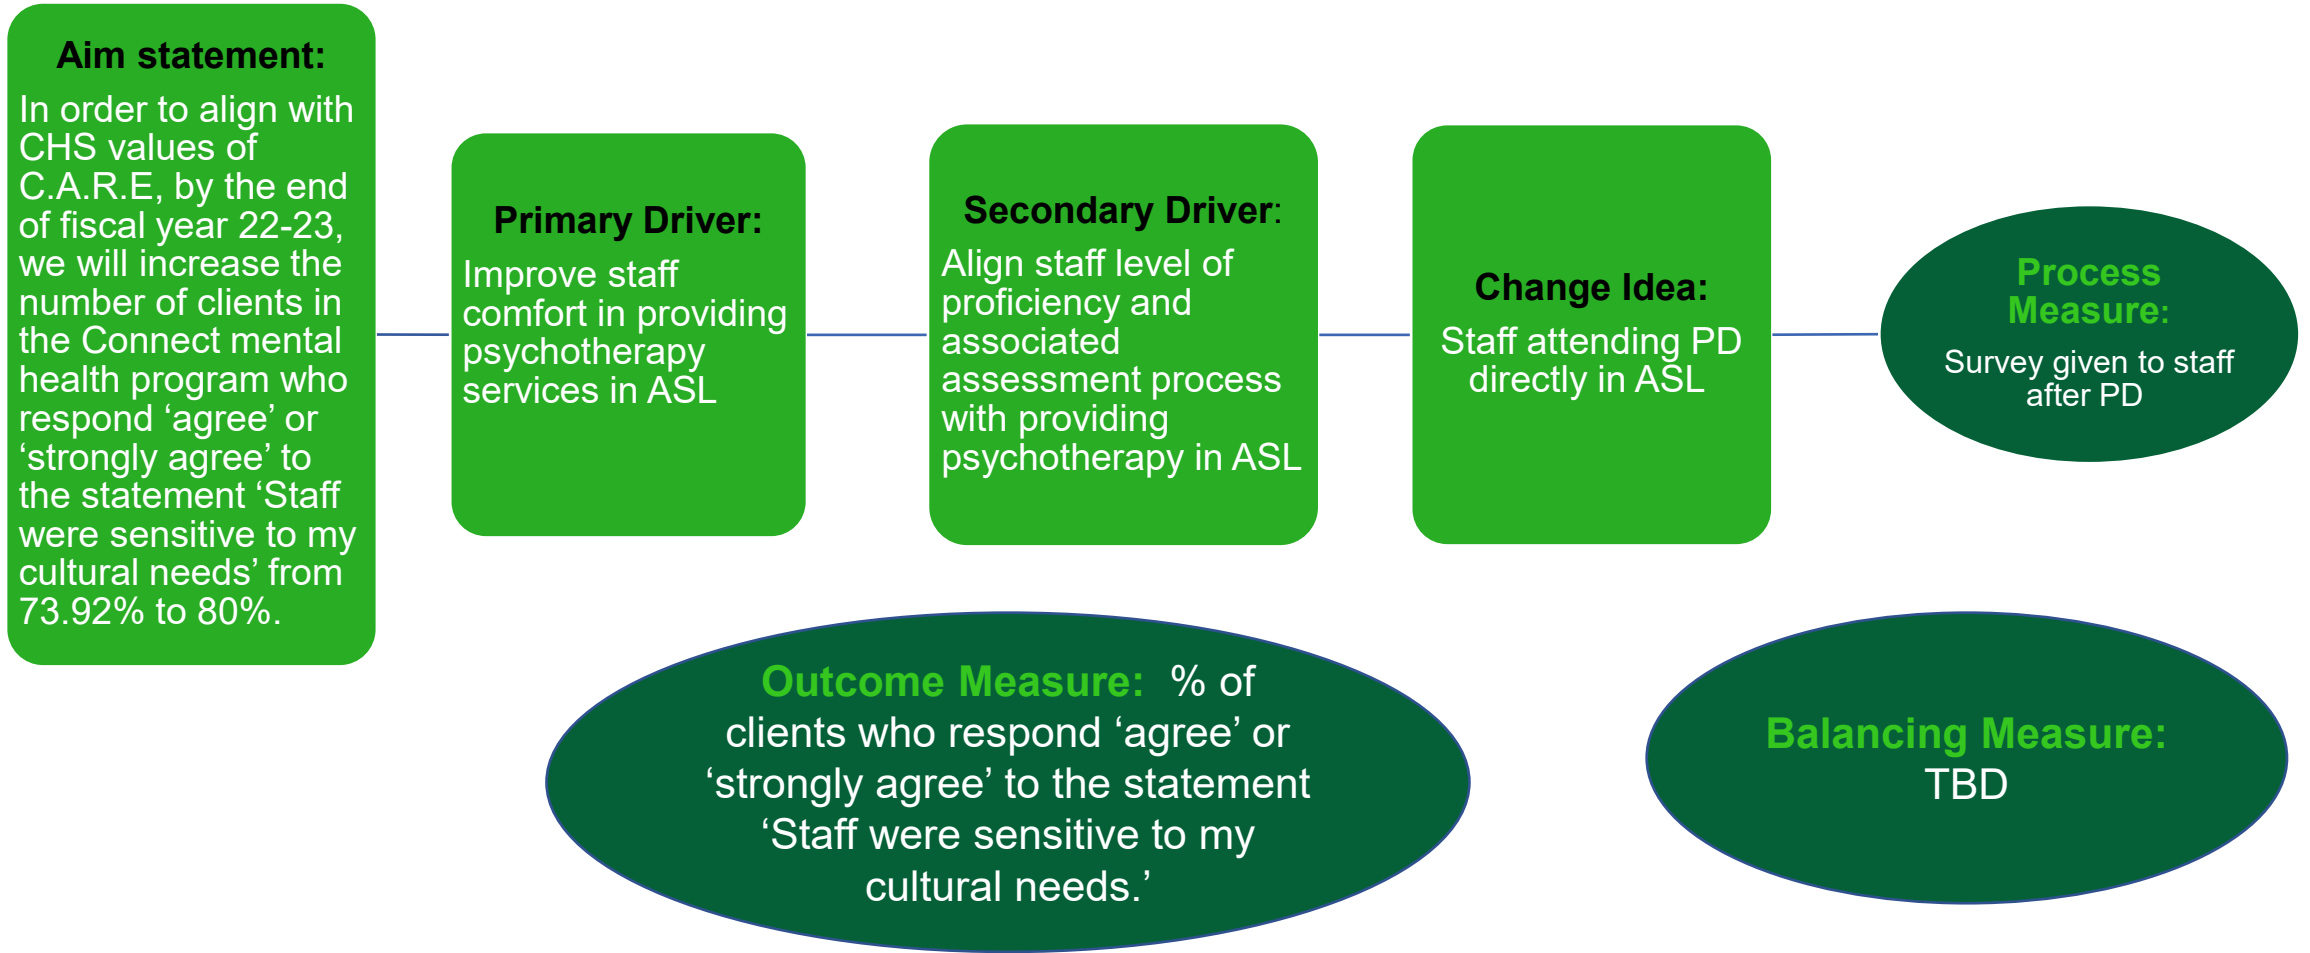 Aim statement:
In order to align with
CHS values of
C.A.R.E, by the end
of fiscal year 22-23,
we will increase the
number of clients in
the Connect mental
health program who
respond ‘agree’ or
‘strongly agree’ to
the statement ‘Staff
were sensitive to my
cultural needs’ from
73.92% to 80%.
Primary Driver:
Improve staff
comfort in providing
psychotherapy
services in ASL
Secondary Driver:
Align staff level of
proficiency and
associated
assessment process
with providing
psychotherapy in ASL
Change Idea:
Staff attending PD
directly in ASL
Process
Measure:
Survey given to staff
after PD
Outcome Measure: % of
clients who respond ‘agree’ or
‘strongly agree’ to the statement
‘Staff were sensitive to my
cultural needs.’
Balancing Measure:
TBD